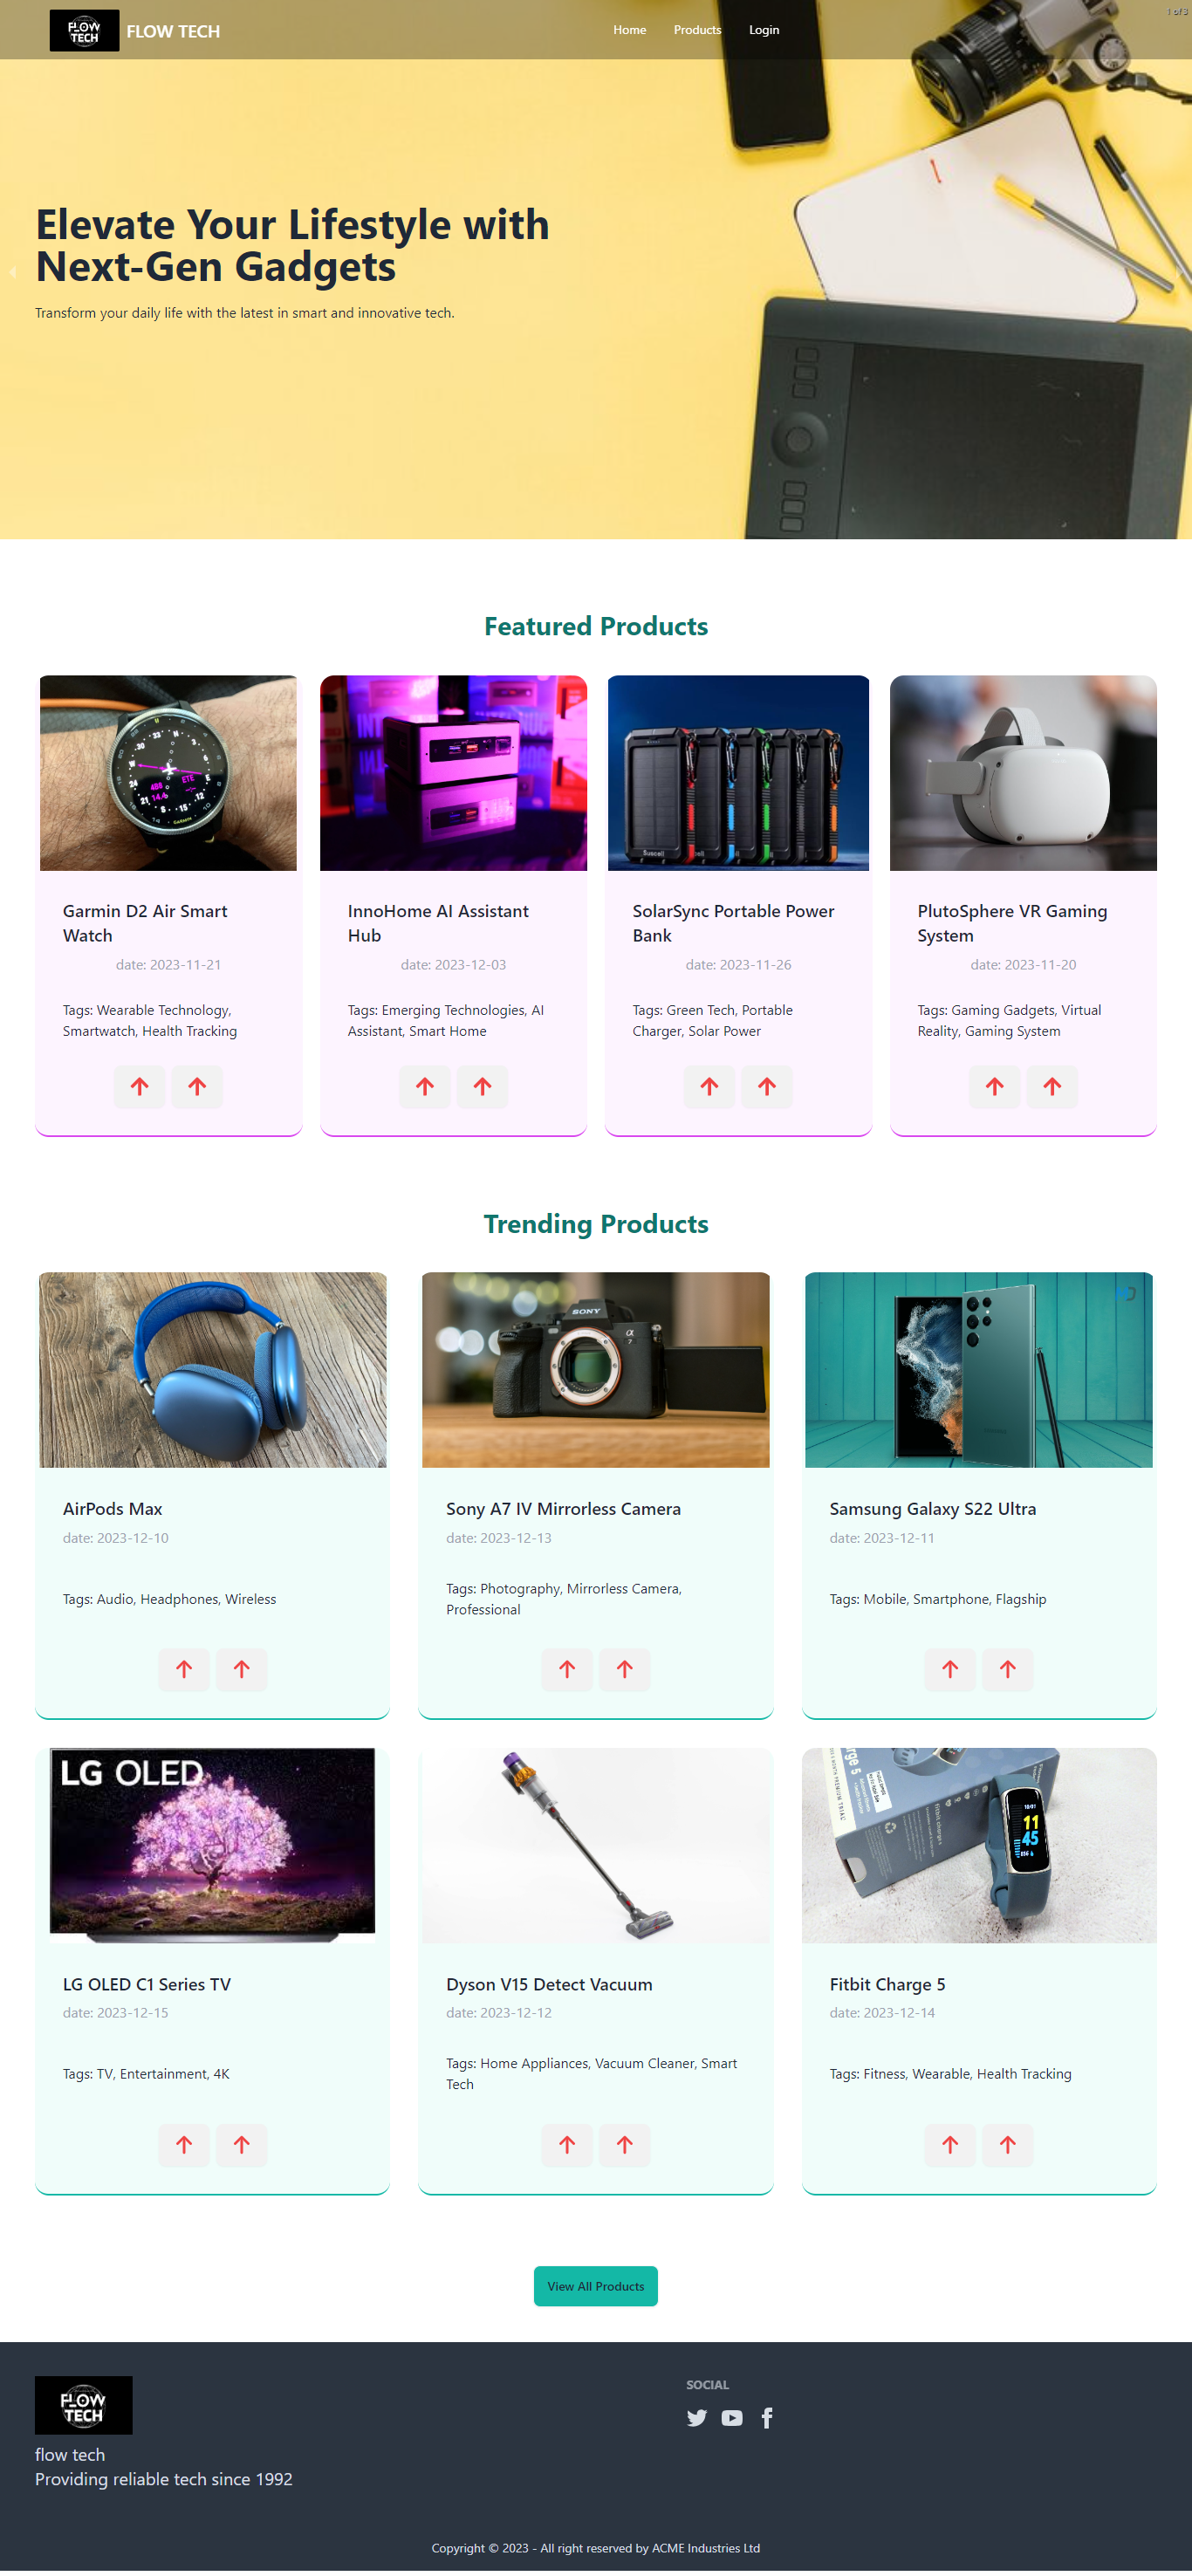 FLOW
TECH
FLOW TECH
Home
Products
Login
1 of 3
Elevate Your Lifestyle with
Next-Gen Gadgets
Transform your daily life with the latest in smart and innovative tech.
Featured Products
Garmin D2 Air Smart
Watch
date: 2023-11-21
Tags: Wearable Technology,
Smartwatch, Health Tracking
InnoHome AI Assistant
Hub
date: 2023-12-03
Tags: Emerging Technologies, AI
Assistant, Smart Home
SolarSync Portable Power
Bank
date: 2023-11-26
Tags: Green Tech, Portable
Charger, Solar Power
PlutoSphere VR Gaming
System
date: 2023-11-20
Tags: Gaming Gadgets, Virtual
Reality, Gaming System
Trending Products
AirPods Max
date: 2023-12-10
Tags: Audio, Headphones, Wireless
SONY
α
7
Sony A7 IV Mirrorless Camera
date: 2023-12-13
Tags: Photography, Mirrorless Camera,
Professional
Samsung Galaxy S22 Ultra
date: 2023-12-11
Tags: Mobile, Smartphone, Flagship
LG OLED
LG OLED C1 Series TV
date: 2023-12-15
Tags: TV, Entertainment, 4K
Dyson V15 Detect Vacuum
date: 2023-12-12
Tags: Home Appliances, Vacuum Cleaner, Smart
Tech
11
45
Fitbit Charge 5
date: 2023-12-14
Tags: Fitness, Wearable, Health Tracking
View All Products
FLOW
TECH
flow tech
Providing reliable tech since 1992
SOCIAL
Copyright © 2023 - All right reserved by ACME Industries Ltd